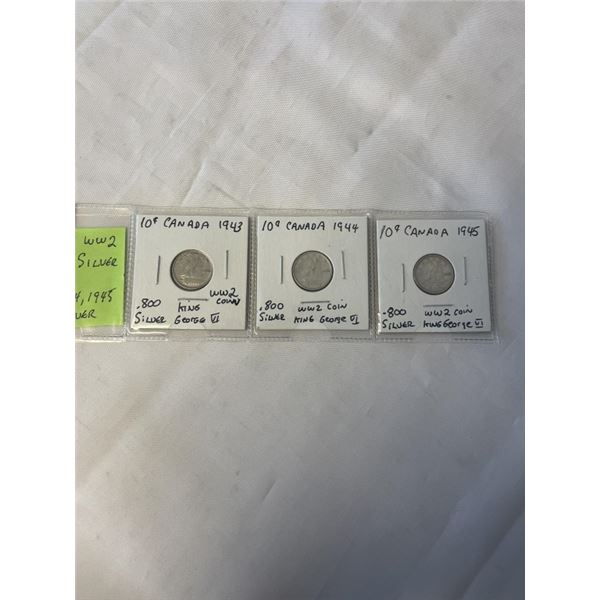 WW2
SILVER
4, 1945
VER
10¢ CANADA 1943
WW2
COIN
.800 KING
SILVER George VI
10¢ CANADA 1944
.800 WW2 COIN
SILVER KING George VI
10¢ CANADA 1945
.800 WW2 COIN
SILVER KING George VI